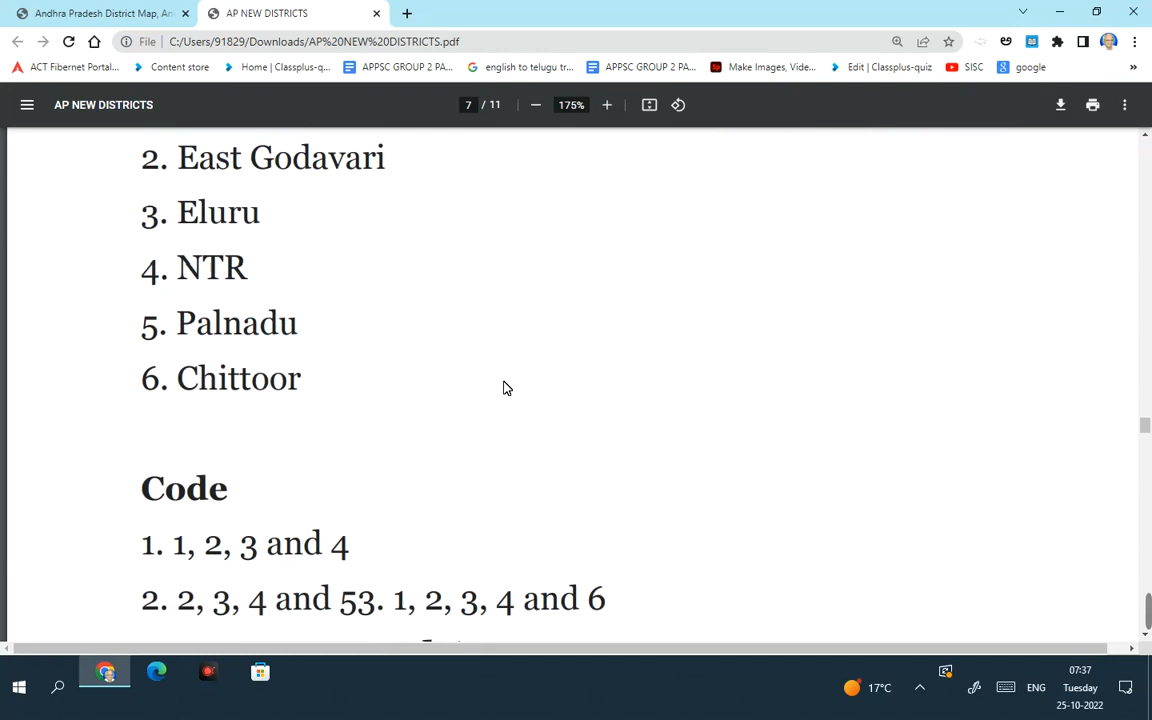 Andhra Pradesh District Map, An
AP NEW DISTRICTS
File
C:/Users/91829/Downloads/AP%20NEW%20DISTRICTS.pdf
ACT Fibernet Portal...
Content store
Home | Classplus-q...
APPSC GROUP 2 PA...
english to telugu tr...
APPSC GROUP 2 PA...
Make Images, Vide...
Edit | Classplus-quiz
SISC
google
AP NEW DISTRICTS
7 / 11
175%
2. East Godavari
3. Eluru
4. NTR
5. Palnadu
6. Chittoor
Code
1. 1, 2, 3 and 4
2. 2, 3, 4 and 53. 1, 2, 3, 4 and 6
17°C
ENG
07:37
Tuesday
25-10-2022